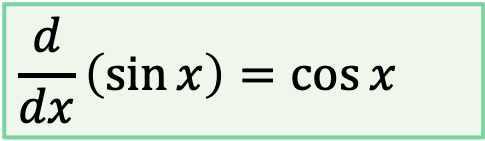 d/dx (sin x) = cos x